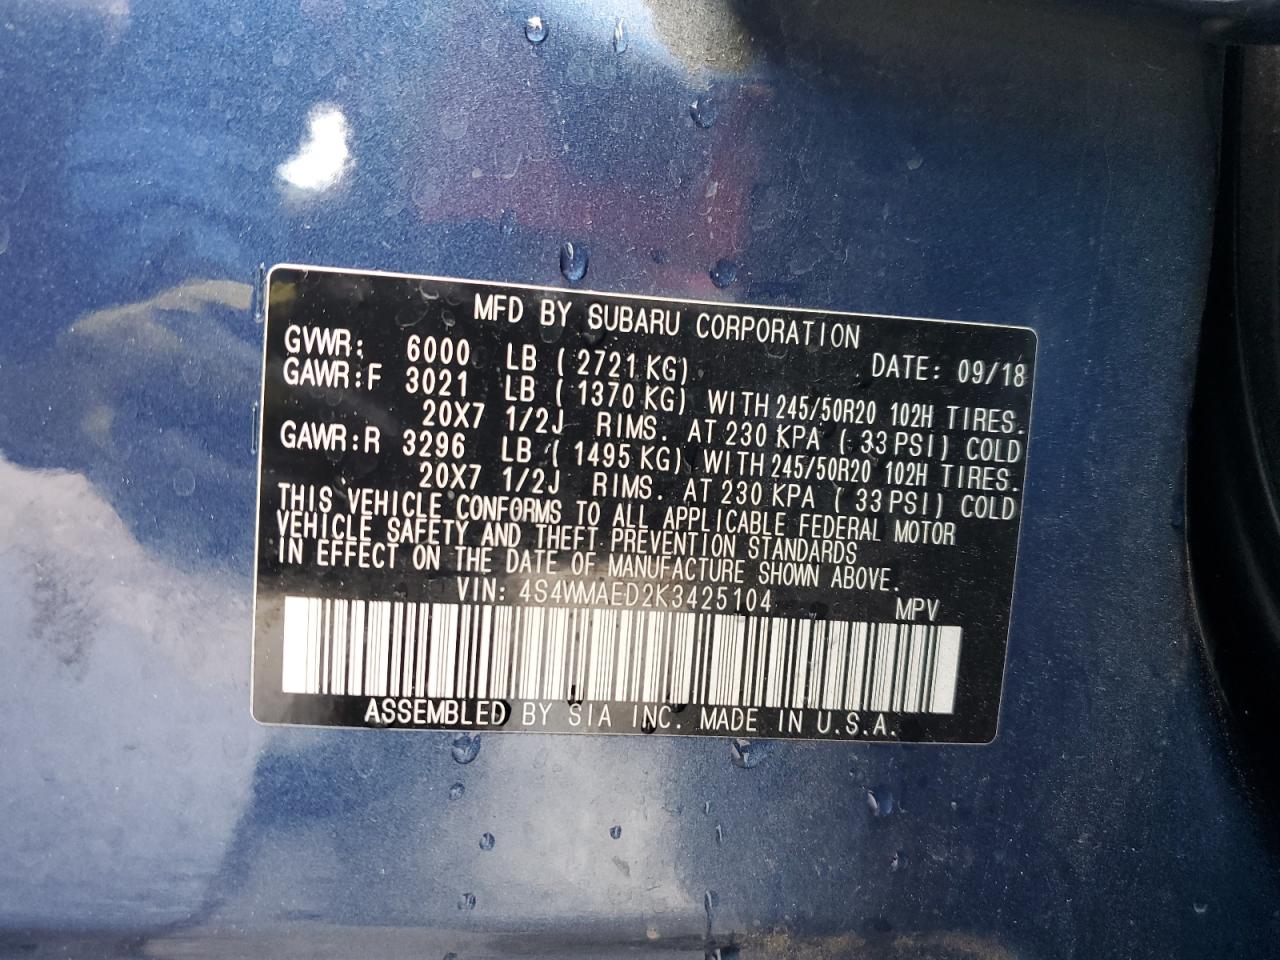 MFD BY SUBARU CORPORATION
GVWR: 6000 LB ( 2721 KG) DATE: 09/18
GAWR:F 3021 LB ( 1370 KG) WITH 245/50R20 102H TIRES.
20X7 1/2J RIMS. AT 230 KPA ( 33 PSI) COLD
GAWR:R 3296 LB ( 1495 KG) WITH 245/50R20 102H TIRES.
20X7 1/2J RIMS. AT 230 KPA ( 33 PSI) COLD
THIS VEHICLE CONFORMS TO ALL APPLICABLE FEDERAL MOTOR
VEHICLE SAFETY AND THEFT PREVENTION STANDARDS
IN EFFECT ON THE DATE OF MANUFACTURE SHOWN ABOVE.
VIN: 4S4WMAED2K3425104 MPV
ASSEMBLED BY SIA INC. MADE IN U.S.A.